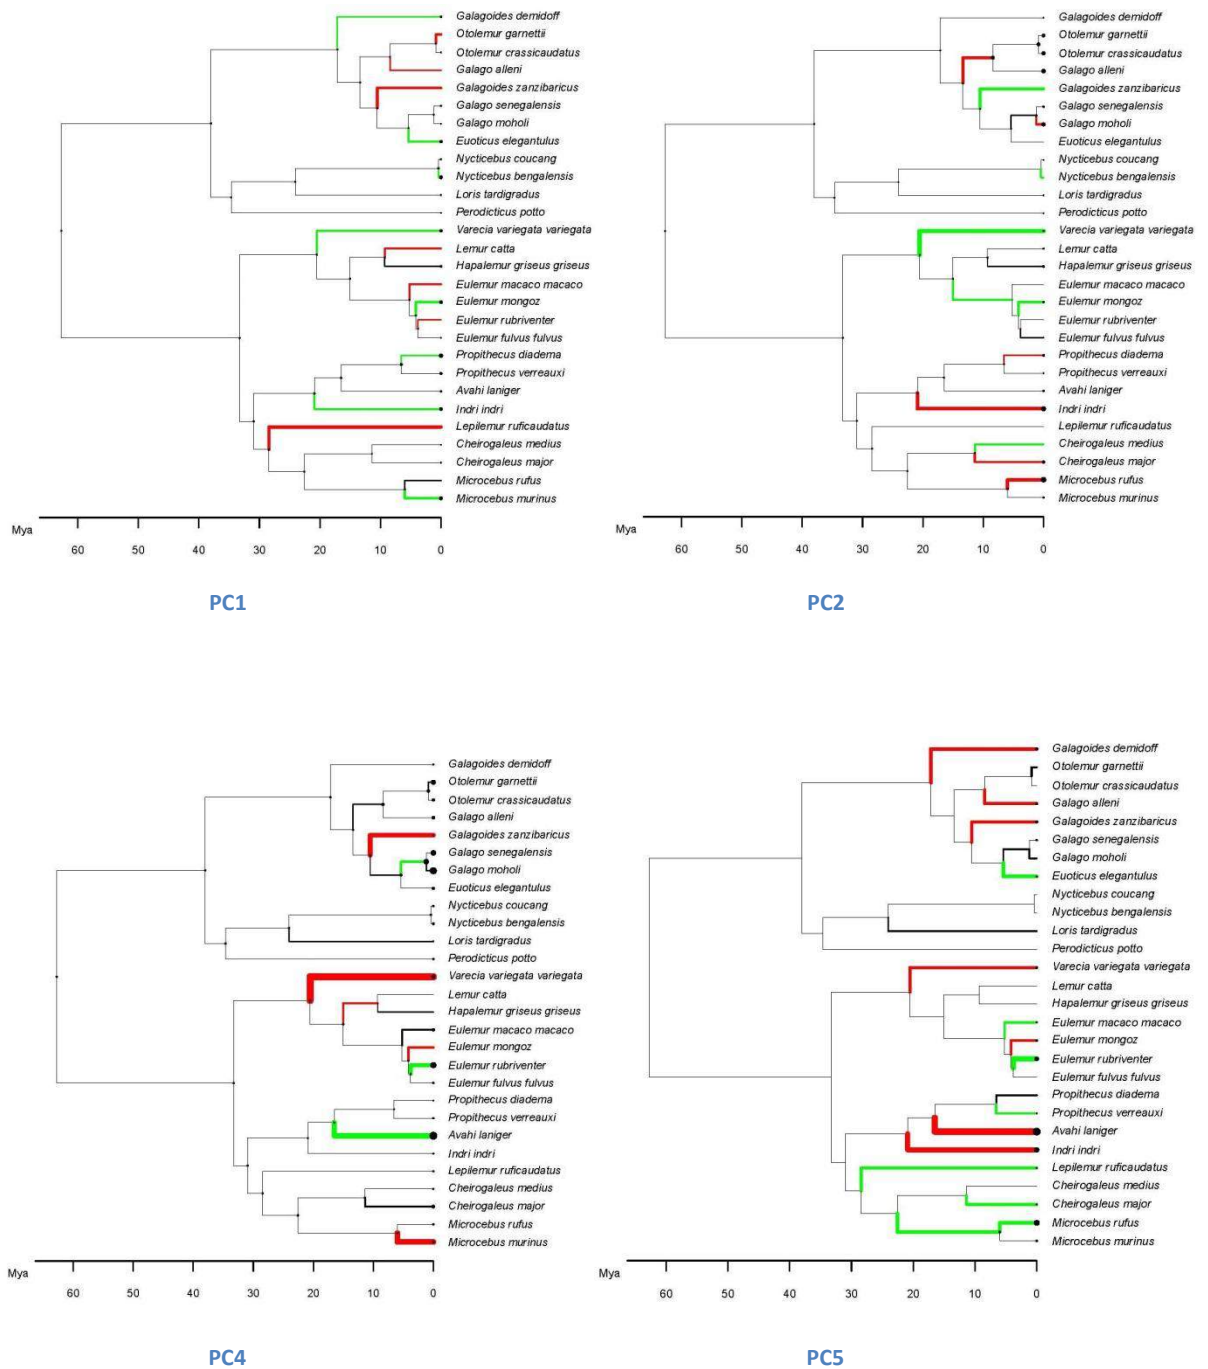 Galagoides demidoff
Otolemur garnettii
Otolemur crassicaudatus
Galago alleni
Galagoides zanzibaricus
Galago senegalensis
Galago moholi
Euoticus elegantulus
Nycticebus coucang
Nycticebus bengalensis
Loris tardigradus
Perodicticus potto
Varecia variegata variegata
Lemur catta
Hapalemur griseus griseus
Eulemur macaco macaco
Eulemur mongoz
Eulemur rubriventer
Eulemur fulvus fulvus
Propithecus diadema
Propithecus verreauxi
Avahi laniger
Indri indri
Lepilemur ruficaudatus
Cheirogaleus medius
Cheirogaleus major
Microcebus rufus
Microcebus murinus
Mya
60 50 40 30 20 10 0
PC1
Galagoides demidoff
Otolemur garnettii
Otolemur crassicaudatus
Galago alleni
Galagoides zanzibaricus
Galago senegalensis
Galago moholi
Euoticus elegantulus
Nycticebus coucang
Nycticebus bengalensis
Loris tardigradus
Perodicticus potto
Varecia variegata variegata
Lemur catta
Hapalemur griseus griseus
Eulemur macaco macaco
Eulemur mongoz
Eulemur rubriventer
Eulemur fulvus fulvus
Propithecus diadema
Propithecus verreauxi
Avahi laniger
Indri indri
Lepilemur ruficaudatus
Cheirogaleus medius
Cheirogaleus major
Microcebus rufus
Microcebus murinus
Mya
60 50 40 30 20 10 0
PC2
Galagoides demidoff
Otolemur garnettii
Otolemur crassicaudatus
Galago alleni
Galagoides zanzibaricus
Galago senegalensis
Galago moholi
Euoticus elegantulus
Nycticebus coucang
Nycticebus bengalensis
Loris tardigradus
Perodicticus potto
Varecia variegata variegata
Lemur catta
Hapalemur griseus griseus
Eulemur macaco macaco
Eulemur mongoz
Eulemur rubriventer
Eulemur fulvus fulvus
Propithecus diadema
Propithecus verreauxi
Avahi laniger
Indri indri
Lepilemur ruficaudatus
Cheirogaleus medius
Cheirogaleus major
Microcebus rufus
Microcebus murinus
Mya
60 50 40 30 20 10 0
PC4
Galagoides demidoff
Otolemur garnettii
Otolemur crassicaudatus
Galago alleni
Galagoides zanzibaricus
Galago senegalensis
Galago moholi
Euoticus elegantulus
Nycticebus coucang
Nycticebus bengalensis
Loris tardigradus
Perodicticus potto
Varecia variegata variegata
Lemur catta
Hapalemur griseus griseus
Eulemur macaco macaco
Eulemur mongoz
Eulemur rubriventer
Eulemur fulvus fulvus
Propithecus diadema
Propithecus verreauxi
Avahi laniger
Indri indri
Lepilemur ruficaudatus
Cheirogaleus medius
Cheirogaleus major
Microcebus rufus
Microcebus murinus
Mya
60 50 40 30 20 10 0
PC5